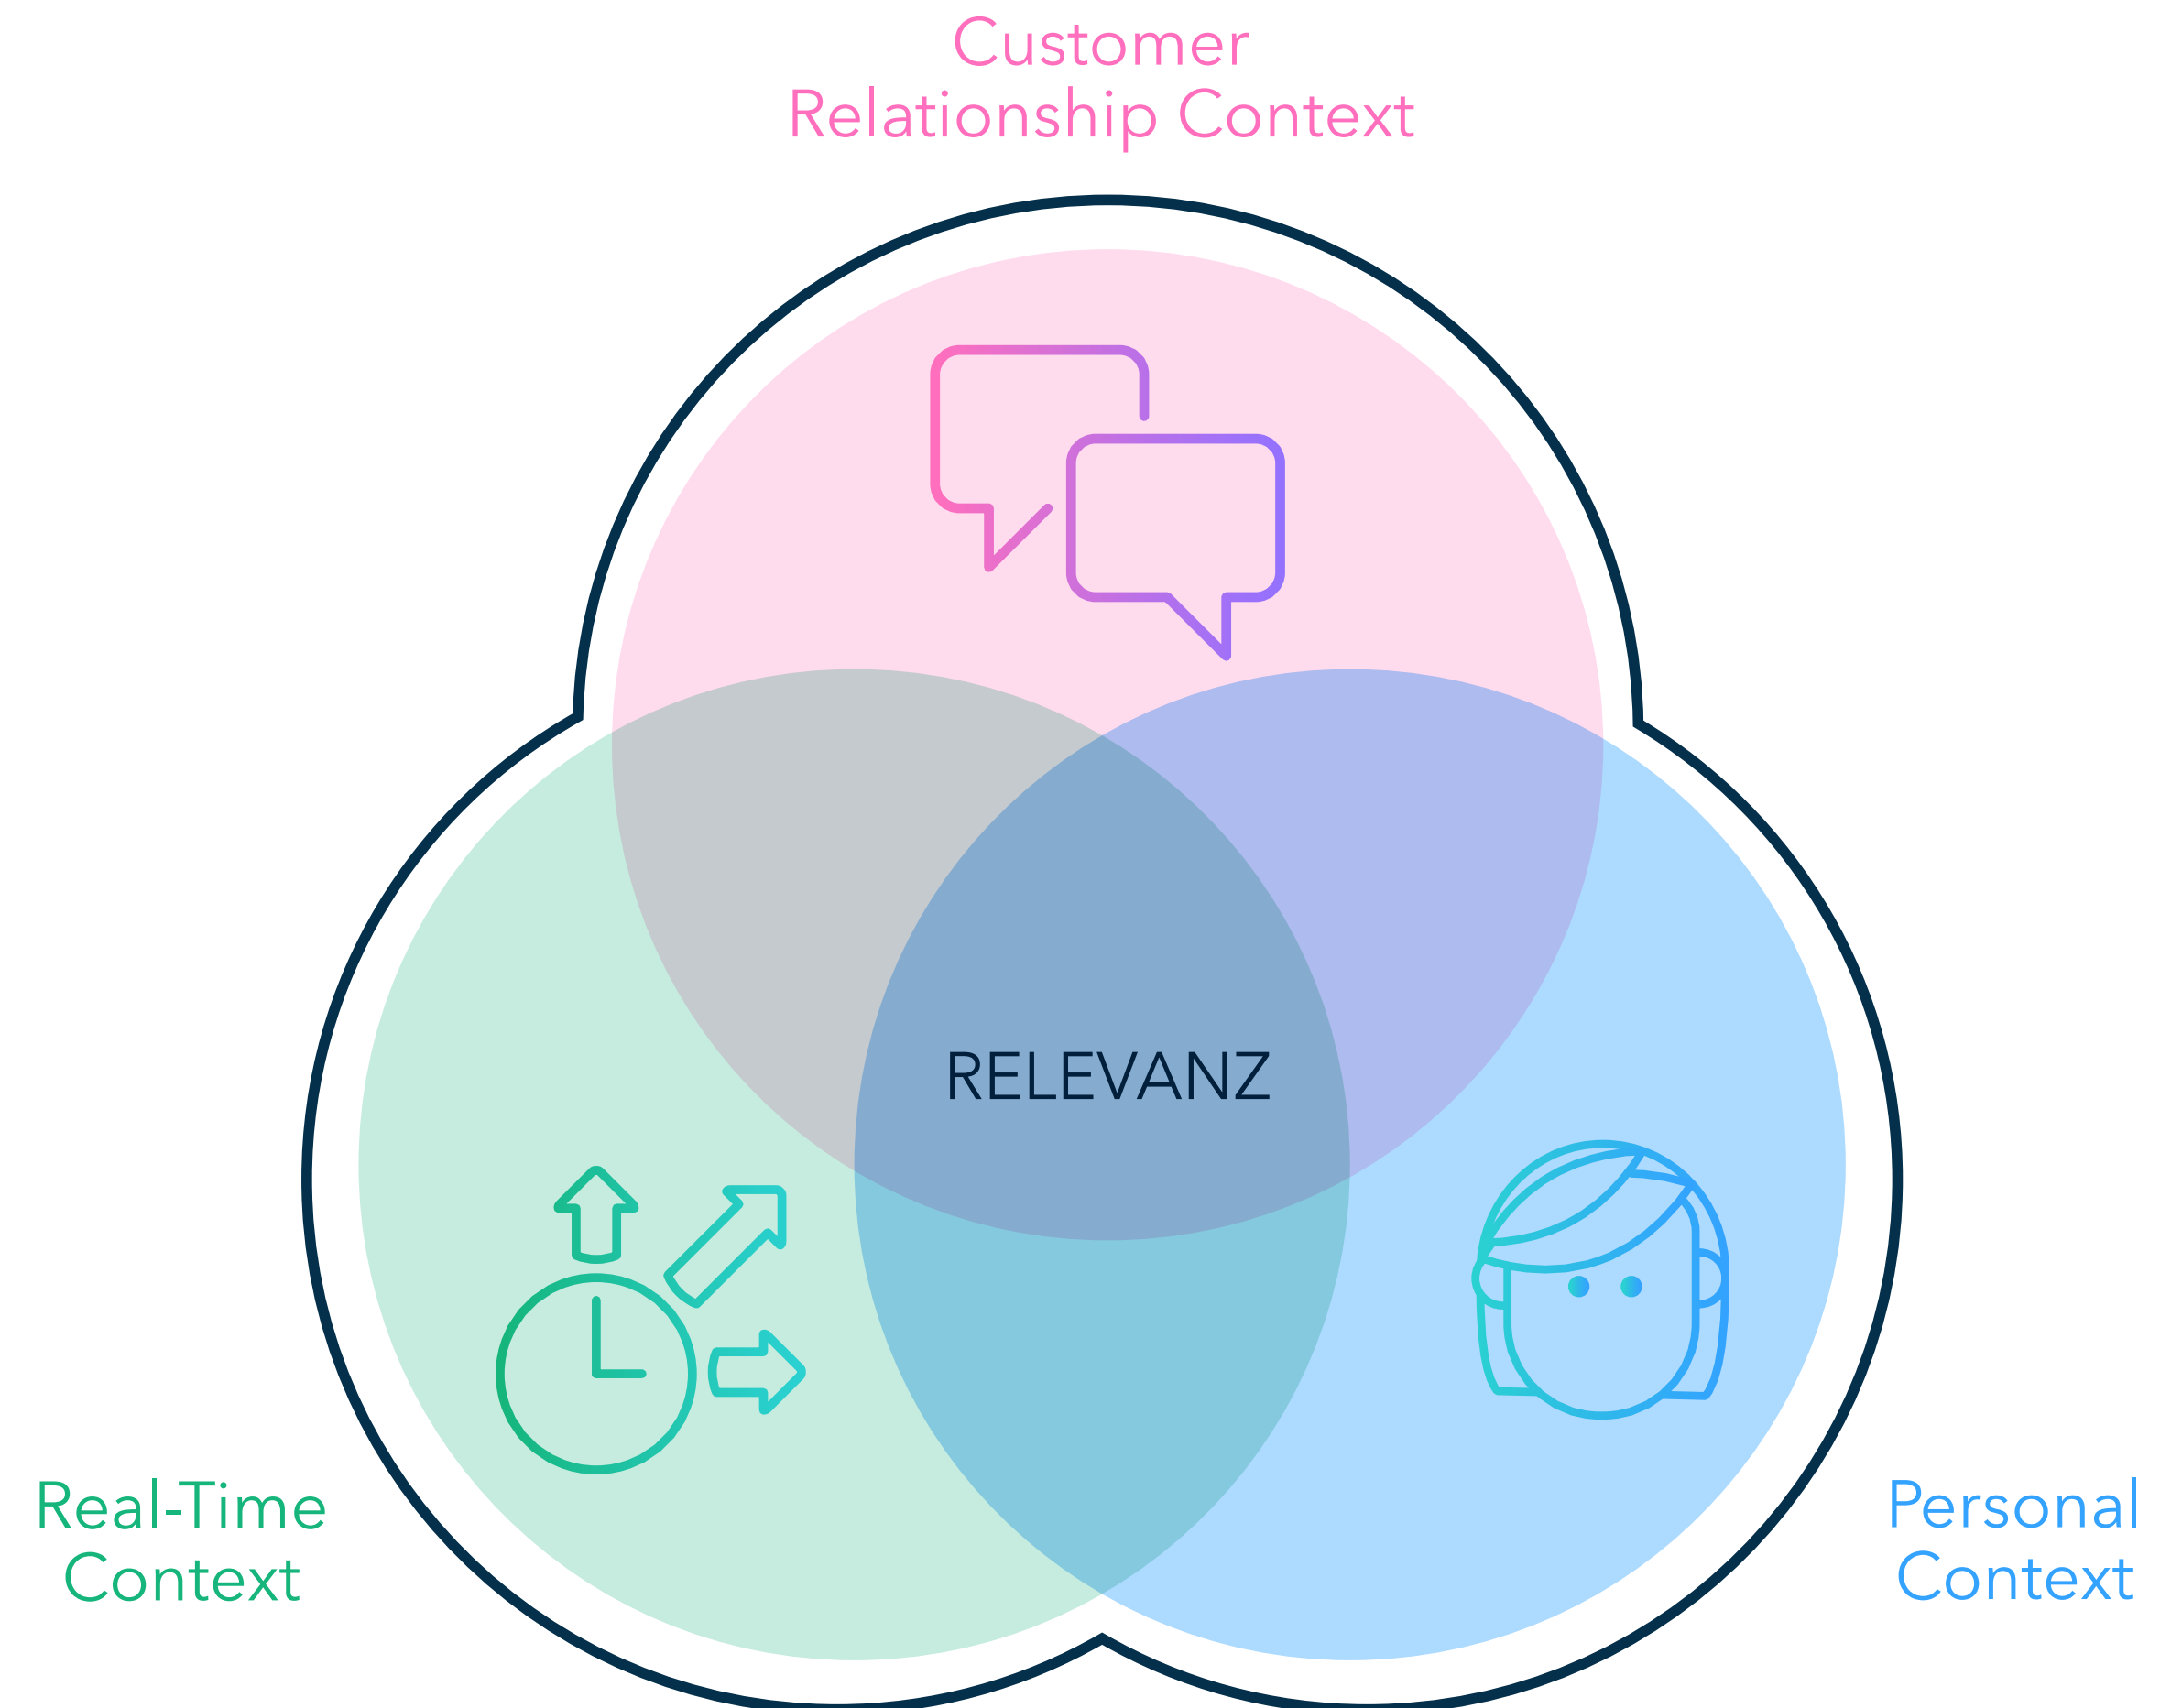 Customer
Relationship Context
RELEVANZ
Real-Time
Context
Personal
Context